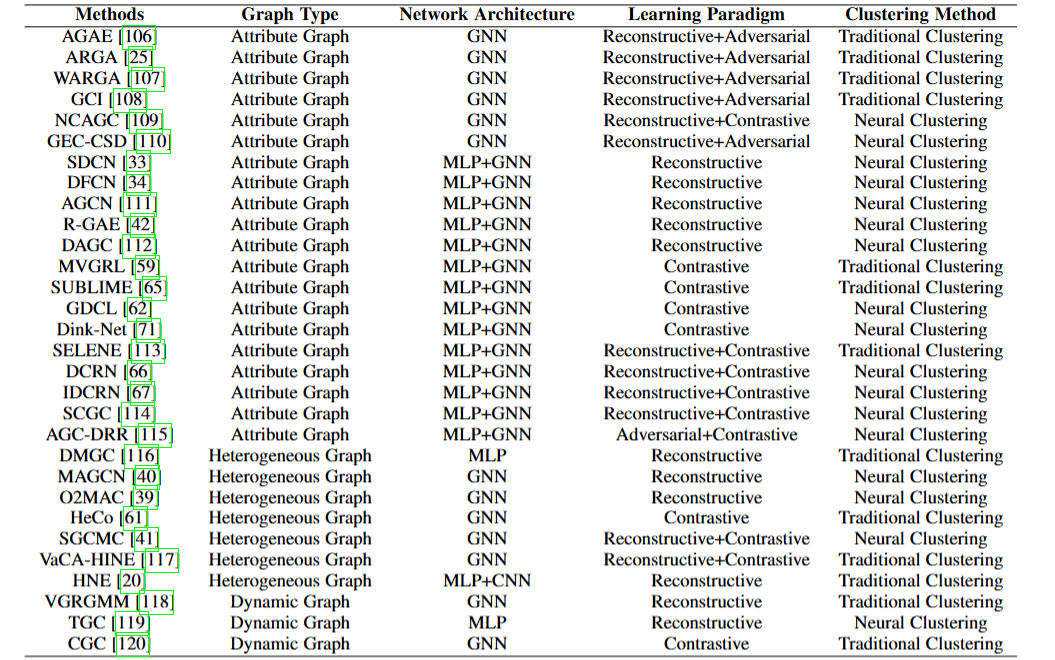 Methods Graph Type Network Architecture Learning Paradigm Clustering Method
AGAE [106] Attribute Graph GNN Reconstructive+Adversarial Traditional Clustering
ARGA [25] Attribute Graph GNN Reconstructive+Adversarial Traditional Clustering
WARGA [107] Attribute Graph GNN Reconstructive+Adversarial Traditional Clustering
GCI [108] Attribute Graph GNN Reconstructive+Adversarial Traditional Clustering
NCAGC [109] Attribute Graph GNN Reconstructive+Contrastive Neural Clustering
GEC-CSD [110] Attribute Graph GNN Reconstructive+Adversarial Neural Clustering
SDCN [33] Attribute Graph MLP+GNN Reconstructive Neural Clustering
DFCN [34] Attribute Graph MLP+GNN Reconstructive Neural Clustering
AGCN [111] Attribute Graph MLP+GNN Reconstructive Neural Clustering
R-GAE [42] Attribute Graph MLP+GNN Reconstructive Neural Clustering
DAGC [112] Attribute Graph MLP+GNN Reconstructive Neural Clustering
MVGRL [59] Attribute Graph MLP+GNN Contrastive Traditional Clustering
SUBLIME [65] Attribute Graph MLP+GNN Contrastive Traditional Clustering
GDCL [62] Attribute Graph MLP+GNN Contrastive Neural Clustering
Dink-Net [71] Attribute Graph MLP+GNN Contrastive Neural Clustering
SELENE [113] Attribute Graph MLP+GNN Reconstructive+Contrastive Traditional Clustering
DCRN [66] Attribute Graph MLP+GNN Reconstructive+Contrastive Neural Clustering
IDCRN [67] Attribute Graph MLP+GNN Reconstructive+Contrastive Neural Clustering
SCGC [114] Attribute Graph MLP+GNN Reconstructive+Contrastive Neural Clustering
AGC-DRR [115] Attribute Graph MLP+GNN Adversarial+Contrastive Neural Clustering
DMGC [116] Heterogeneous Graph MLP Reconstructive Traditional Clustering
MAGCN [40] Heterogeneous Graph GNN Reconstructive Neural Clustering
O2MAC [39] Heterogeneous Graph GNN Reconstructive Neural Clustering
HeCo [61] Heterogeneous Graph GNN Contrastive Traditional Clustering
SGCMC [41] Heterogeneous Graph GNN Reconstructive+Contrastive Neural Clustering
VaCA-HINE [117] Heterogeneous Graph GNN Reconstructive+Contrastive Traditional Clustering
HNE [20] Heterogeneous Graph MLP+CNN Reconstructive Traditional Clustering
VGRGMM [118] Dynamic Graph GNN Reconstructive Traditional Clustering
TGC [119] Dynamic Graph MLP Reconstructive Neural Clustering
CGC [120] Dynamic Graph GNN Contrastive Traditional Clustering